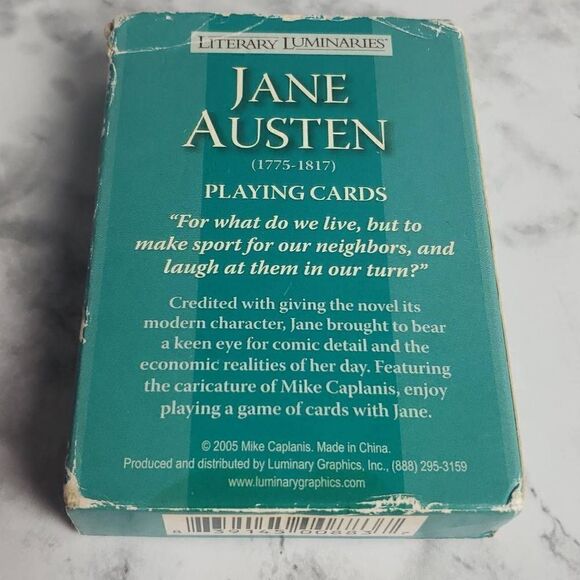 LITERARY LUMINARIES®
JANE
AUSTEN
(1775-1817)
PLAYING CARDS
"For what do we live, but to
make sport for our neighbors, and
laugh at them in our turn?"
Credited with giving the novel its
modern character, Jane brought to bear
a keen eye for comic detail and the
economic realities of her day. Featuring
the caricature of Mike Caplanis, enjoy
playing a game of cards with Jane.
© 2005 Mike Caplanis. Made in China.
Produced and distributed by Luminary Graphics, Inc., (888) 295-3159
www.luminarygraphics.com